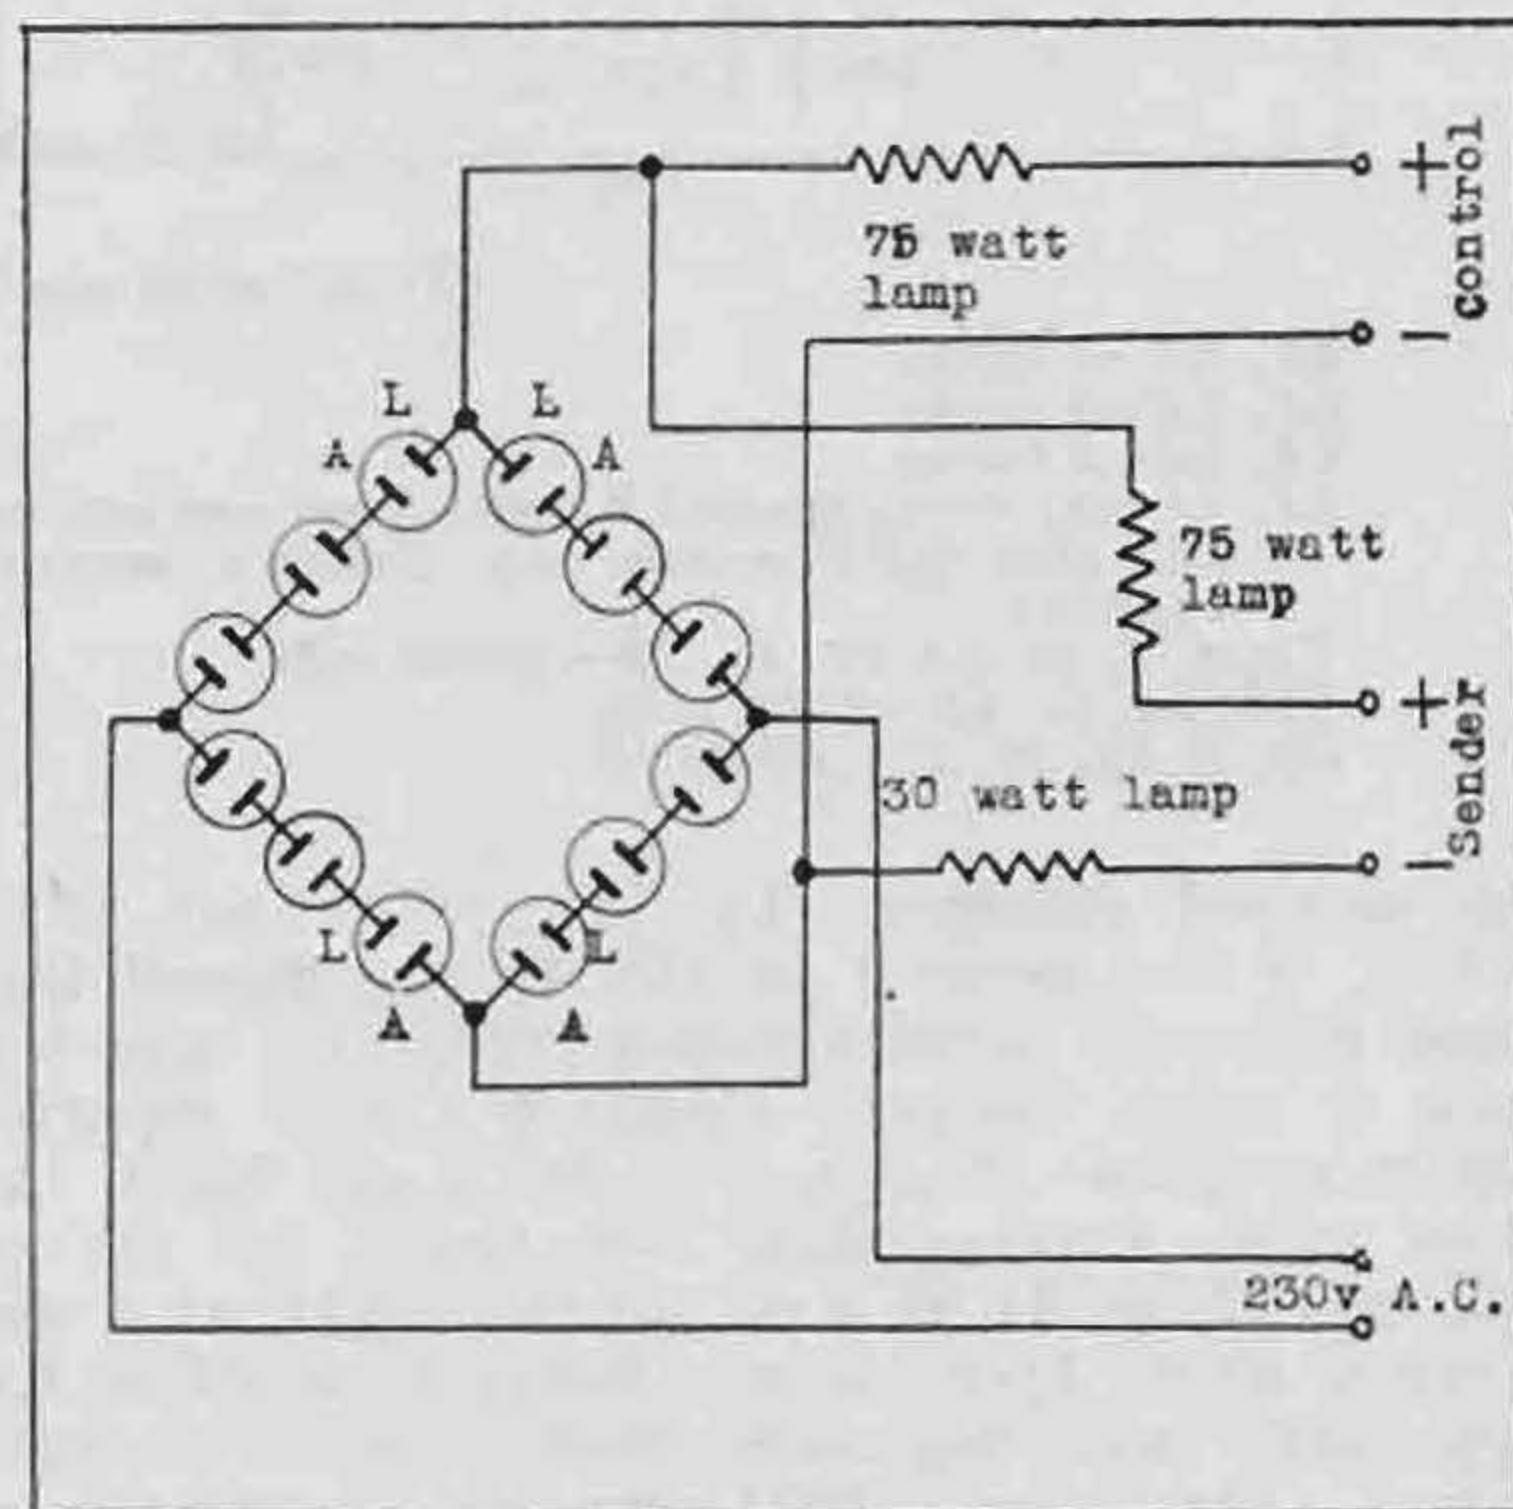 +
control
75 watt
lamp
−
L
L
A
A
75 watt
lamp
+
Sender
30 watt lamp
−
L
L
A
A
230v A.C.